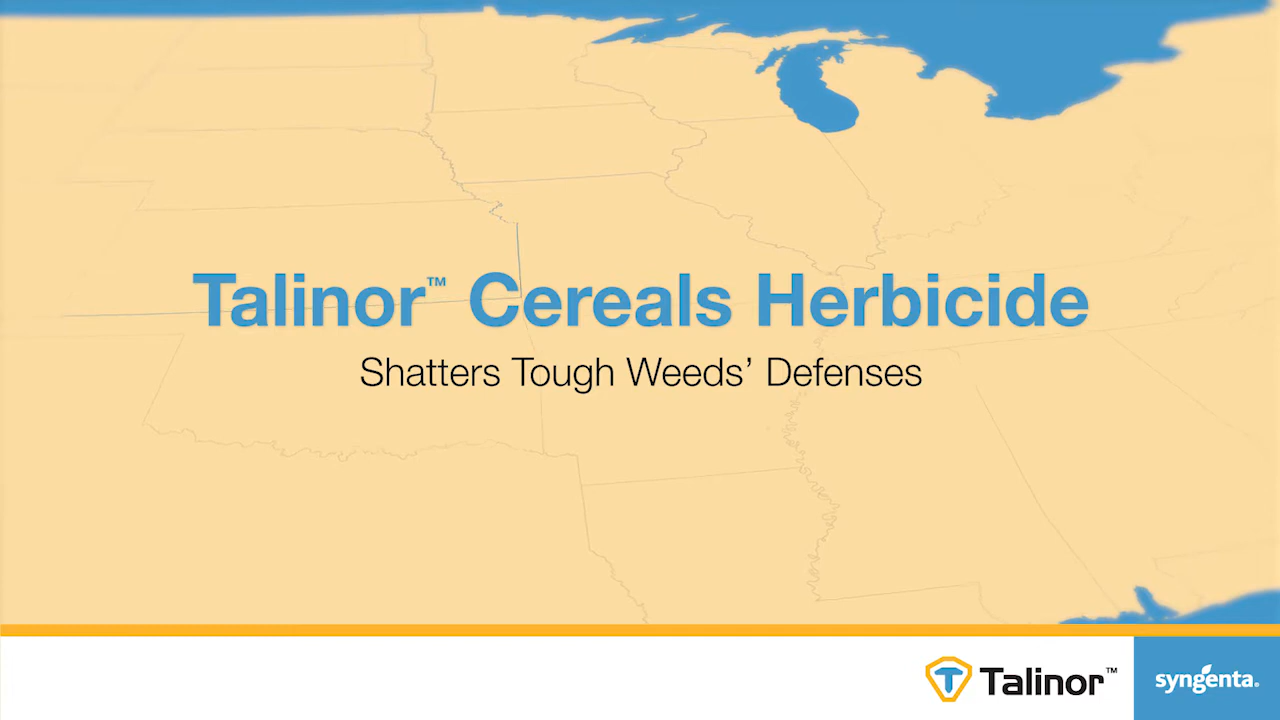 Talinor™ Cereals Herbicide
Shatters Tough Weeds’ Defenses
Talinor™
syngenta.